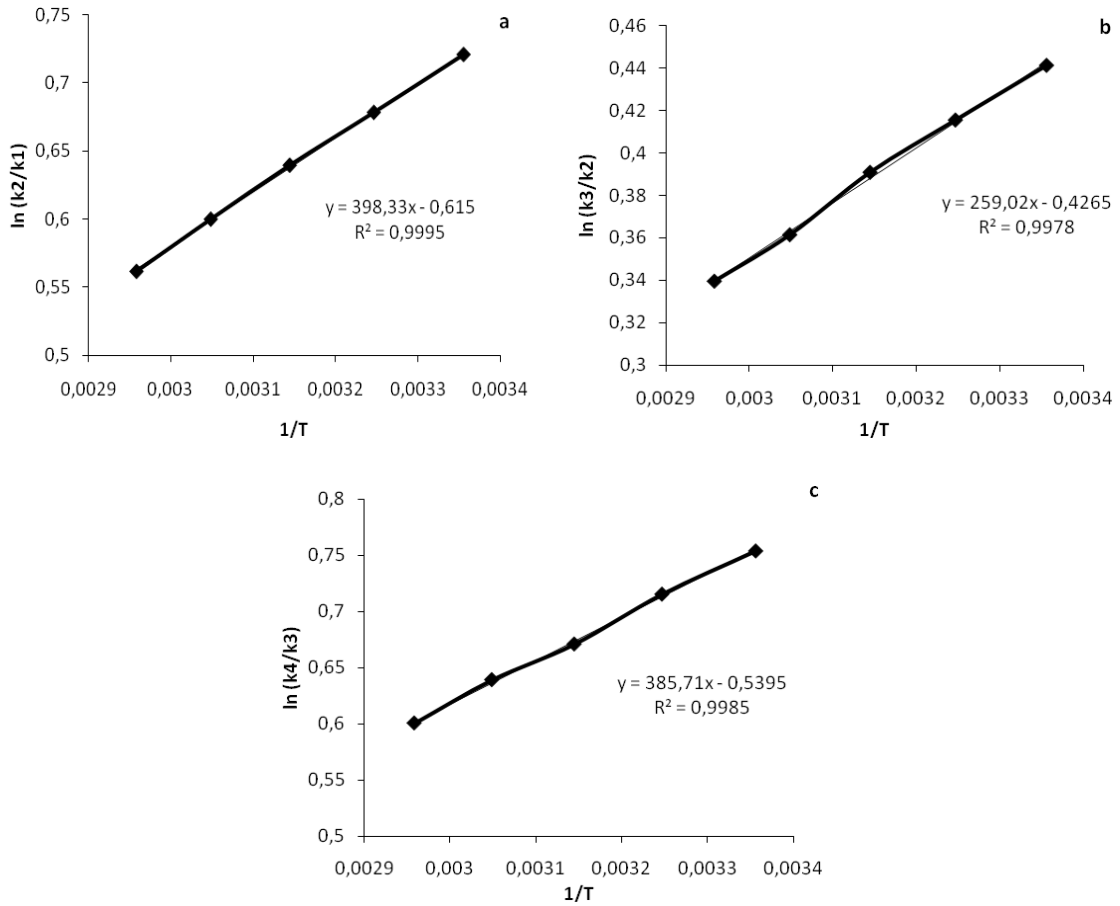 a
0,75
0,7
0,65
0,6
0,55
0,5
ln (k2/k1)
y = 398,33x - 0,615
R² = 0,9995
0,0029 0,003 0,0031 0,0032 0,0033 0,0034
1/T
b
0,46
0,44
0,42
0,4
0,38
0,36
0,34
0,32
0,3
ln (k3/k2)
y = 259,02x - 0,4265
R² = 0,9978
0,0029 0,003 0,0031 0,0032 0,0033 0,0034
1/T
c
0,8
0,75
0,7
0,65
0,6
0,55
0,5
ln (k4/k3)
y = 385,71x - 0,5395
R² = 0,9985
0,0029 0,003 0,0031 0,0032 0,0033 0,0034
1/T